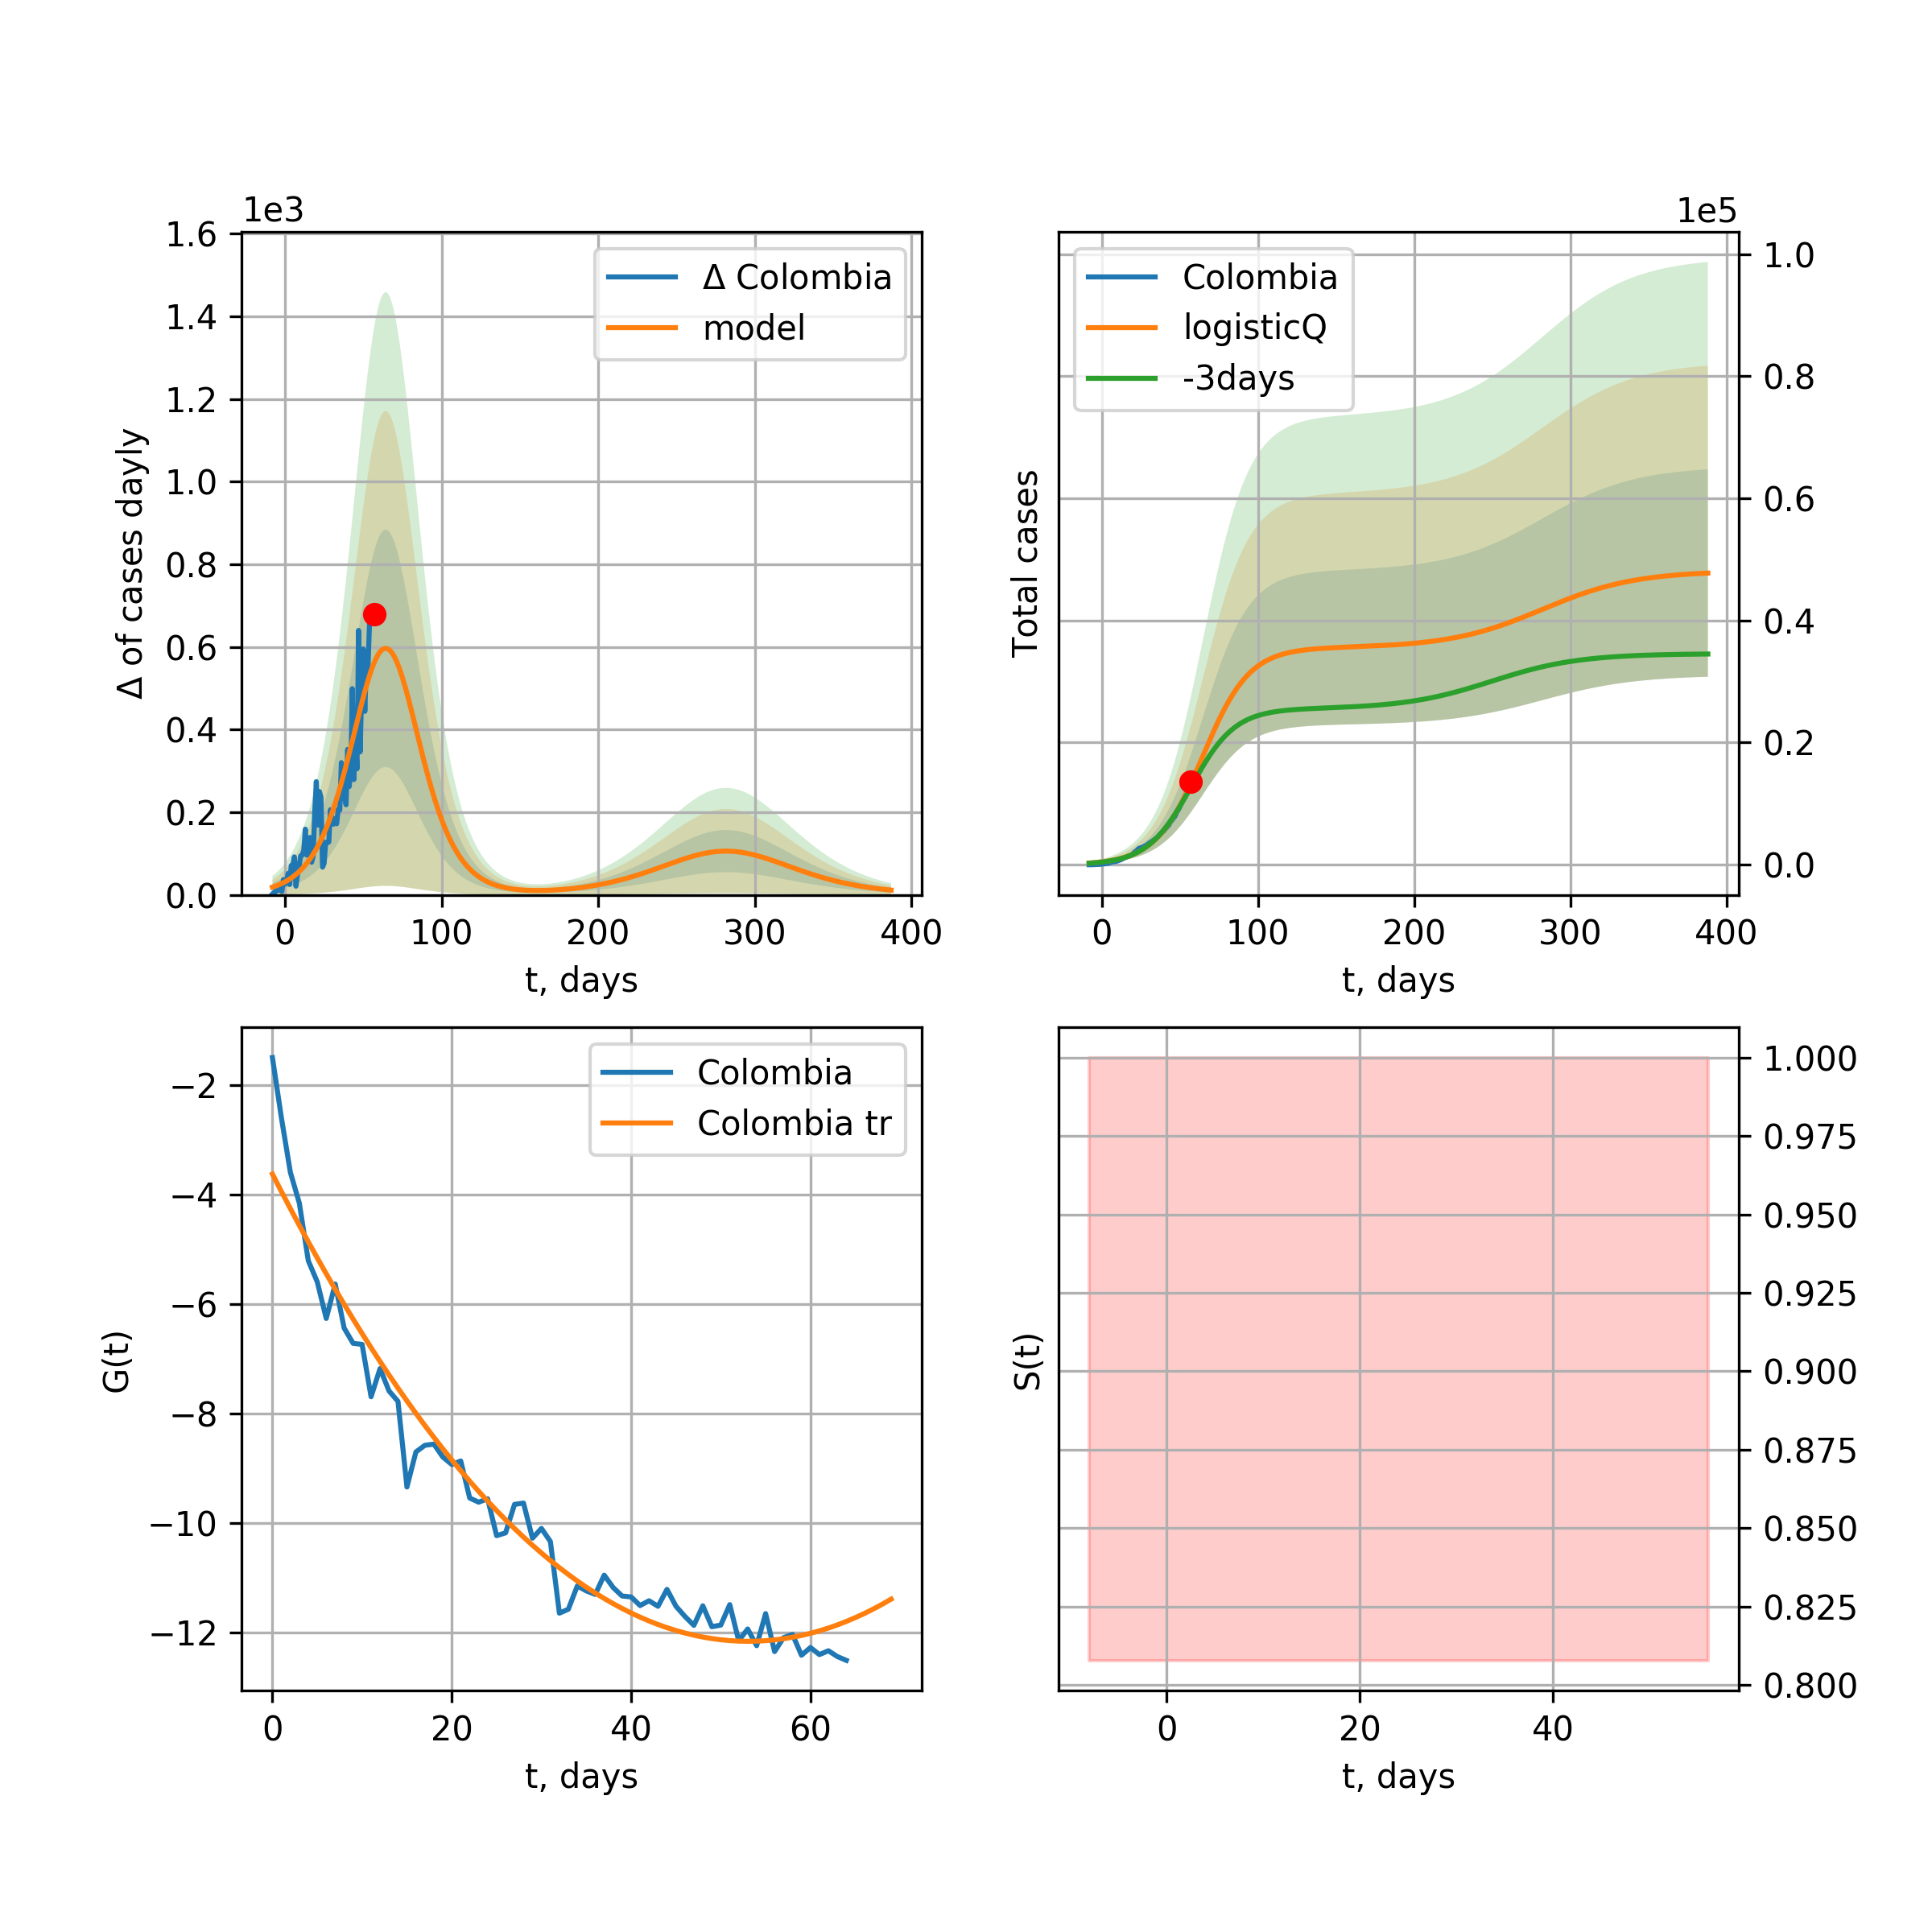 1e3
1.6
1.4
1.2
1.0
0.8
0.6
0.4
0.2
0.0
Δ of cases dayly
Δ Colombia
model
0 100 200 300 400
t, days
1e5
Total cases
Colombia
logisticQ
-3days
1.0
0.8
0.6
0.4
0.2
0.0
0 100 200 300 400
t, days
G(t)
−2
−4
−6
−8
−10
−12
Colombia
Colombia tr
0 20 40 60
t, days
S(t)
1.000
0.975
0.950
0.925
0.900
0.875
0.850
0.825
0.800
0 20 40
t, days